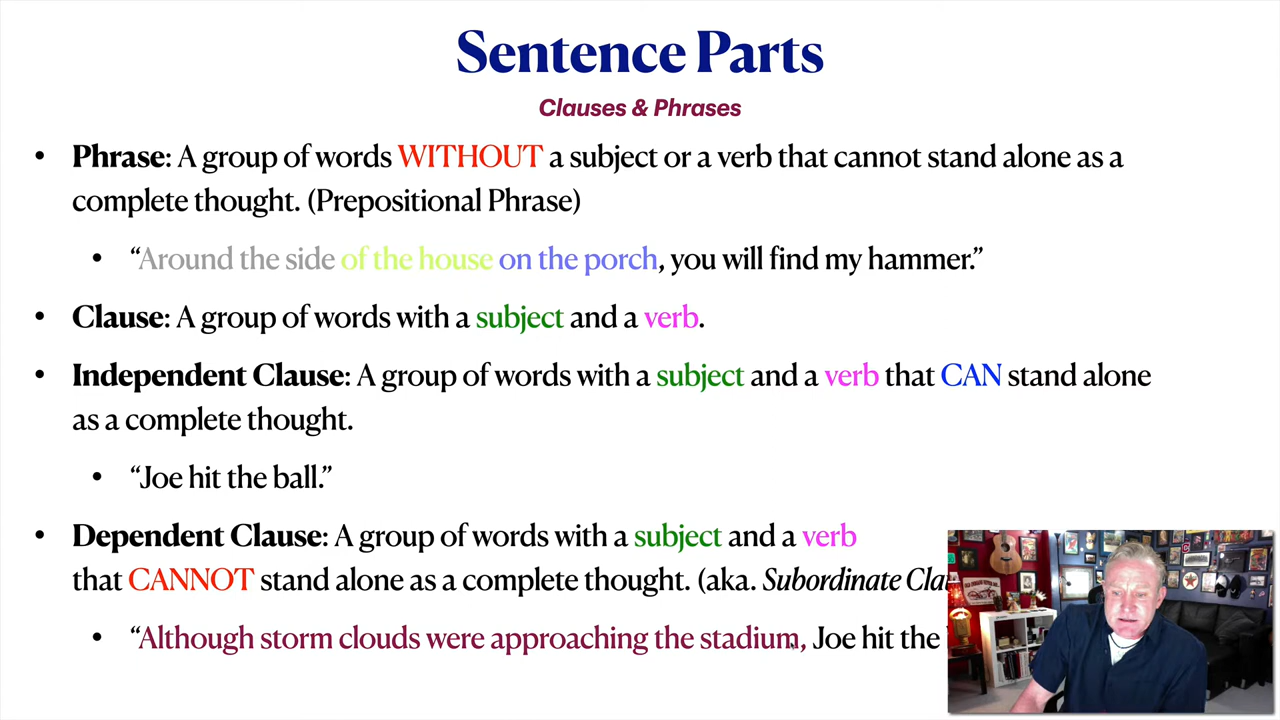 Sentence Parts
Clauses & Phrases
• Phrase: A group of words WITHOUT a subject or a verb that cannot stand alone as a
complete thought. (Prepositional Phrase)
• “Around the side of the house on the porch, you will find my hammer.”
• Clause: A group of words with a subject and a verb.
• Independent Clause: A group of words with a subject and a verb that CAN stand alone
as a complete thought.
• “Joe hit the ball.”
• Dependent Clause: A group of words with a subject and a verb
that CANNOT stand alone as a complete thought. (aka. Subordinate
• “Although storm clouds were approaching the stadium, Joe hit the